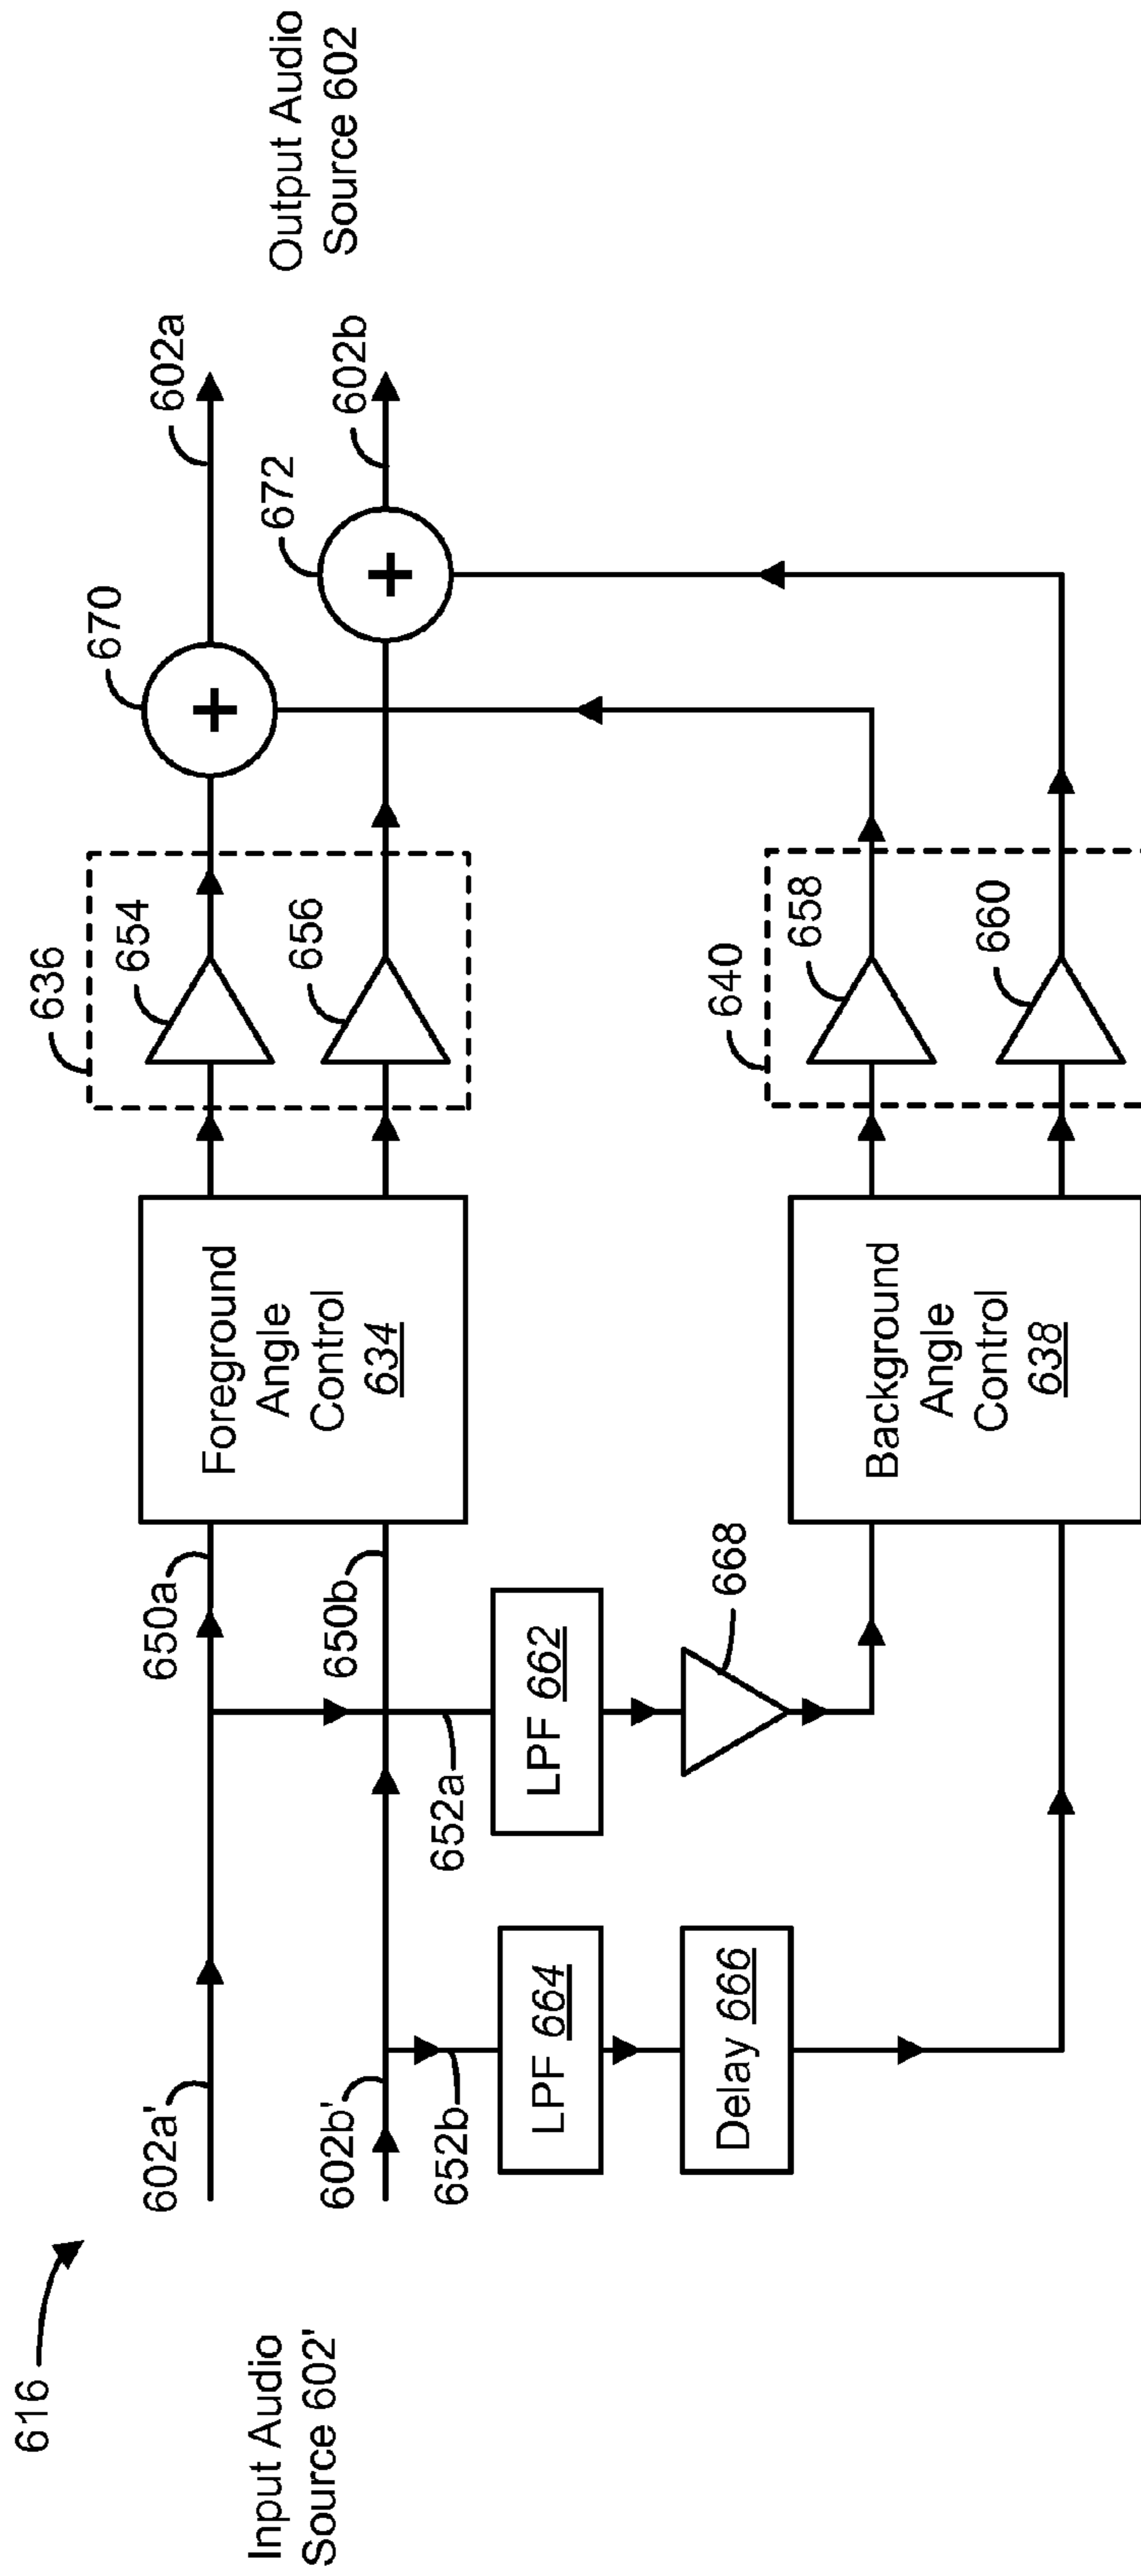 616
Input Audio
Source 602'
602a'
602b'
652b
LPF 664
Delay 666
650a
650b
652a
LPF 662
668
Foreground
Angle
Control
634
Background
Angle
Control
638
636
654
656
640
658
660
670
672
602a
602b
Output Audio
Source 602